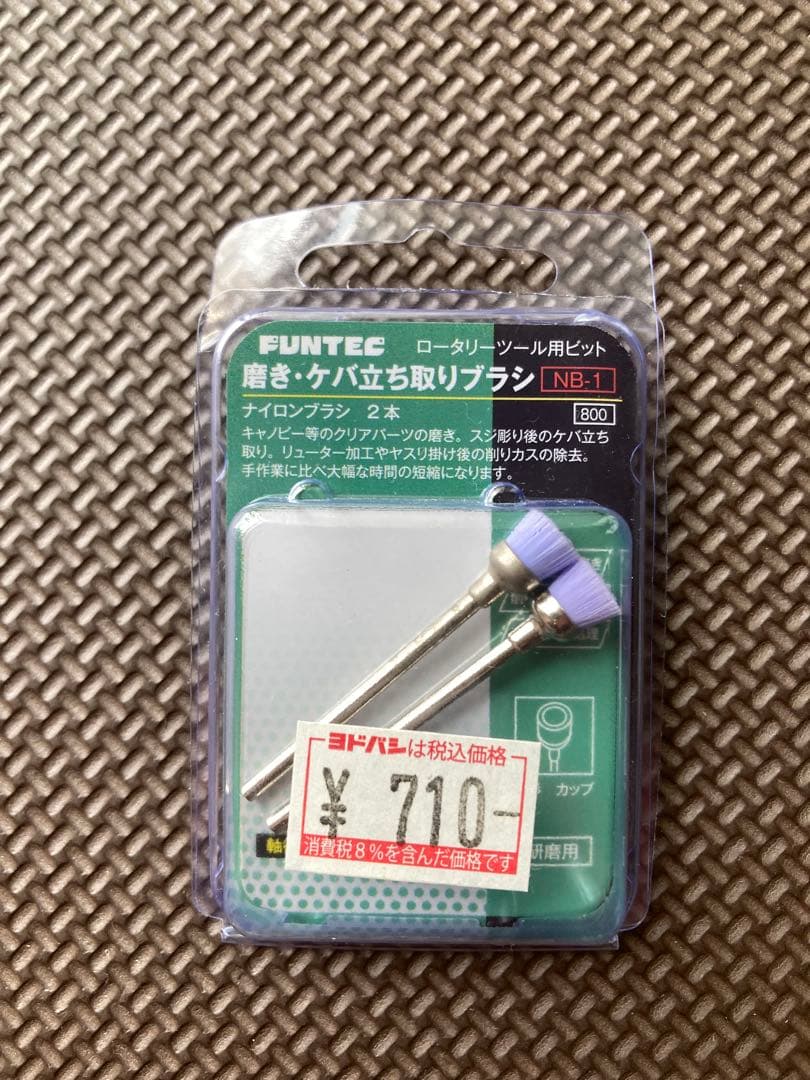 FUNTEC
ロータリーツール用ビット
磨き・ケバ立ち取りブラシ NB-1
ナイロンブラシ 2本
800
キャノピー等のクリアパーツの磨き。スジ彫り後のケバ立ち
取り。リューター加工やヤスリ掛け後の削りカスの除去。
手作業に比べ大幅な時間の短縮になります。
カップ
ヨドバシは税込価格
¥ 710-
消費税8%を含んだ価格です
軸
研磨用